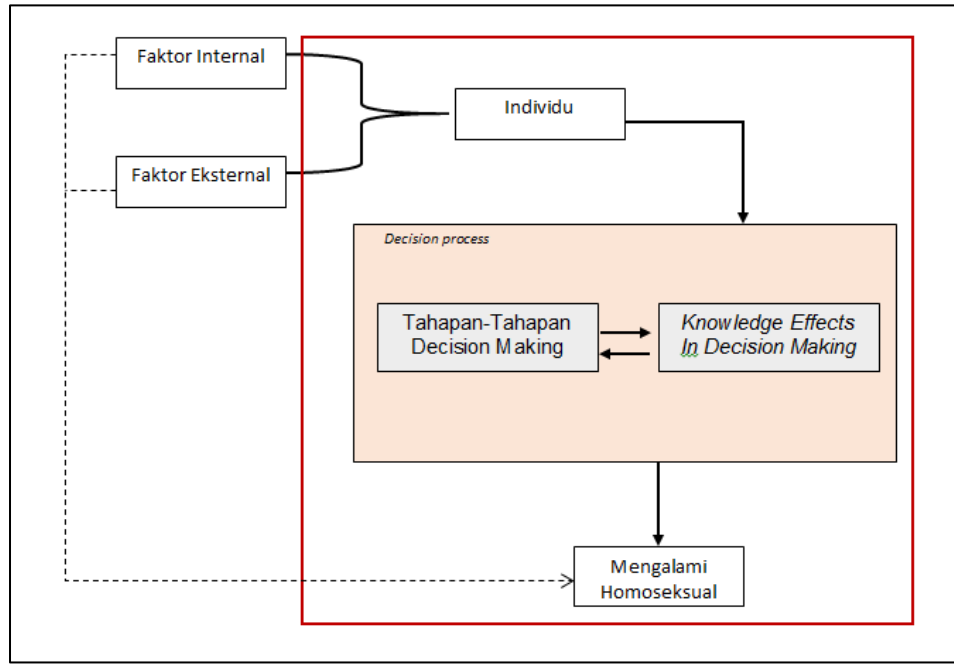 Faktor Internal
Individu
Faktor Eksternal
Decision process
Tahapan-Tahapan
Decision Making
Knowledge Effects
In Decision Making
Mengalami
Homoseksual